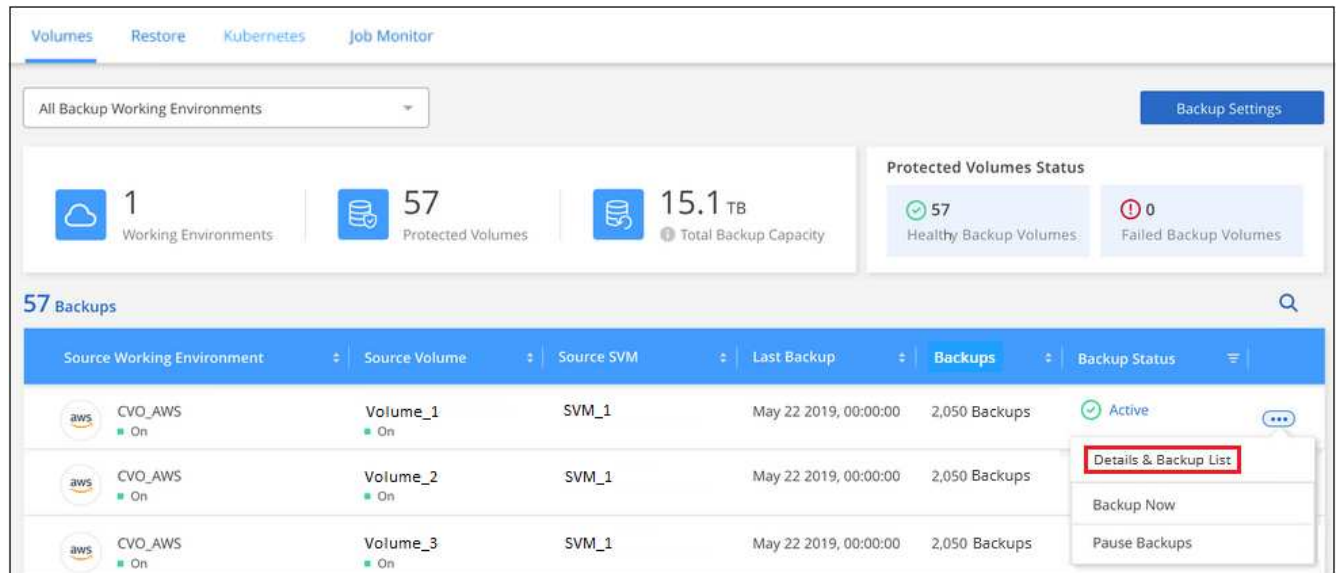 Volumes Restore Kubernetes Job Monitor
All Backup Working Environments Backup Settings
Protected Volumes Status
1 57 15.1 TB 57 0
Working Environments Protected Volumes Total Backup Capacity Healthy Backup Volumes Failed Backup Volumes
57 Backups
Source Working Environment Source Volume Source SVM Last Backup Backups Backup Status
aws CVO_AWS Volume_1 SVM_1 May 22 2019, 00:00:00 2,050 Backups Active
On On
Details & Backup List
aws CVO_AWS Volume_2 SVM_1 May 22 2019, 00:00:00 2,050 Backups
On On
Backup Now
aws CVO_AWS Volume_3 SVM_1 May 22 2019, 00:00:00 2,050 Backups Pause Backups
On On